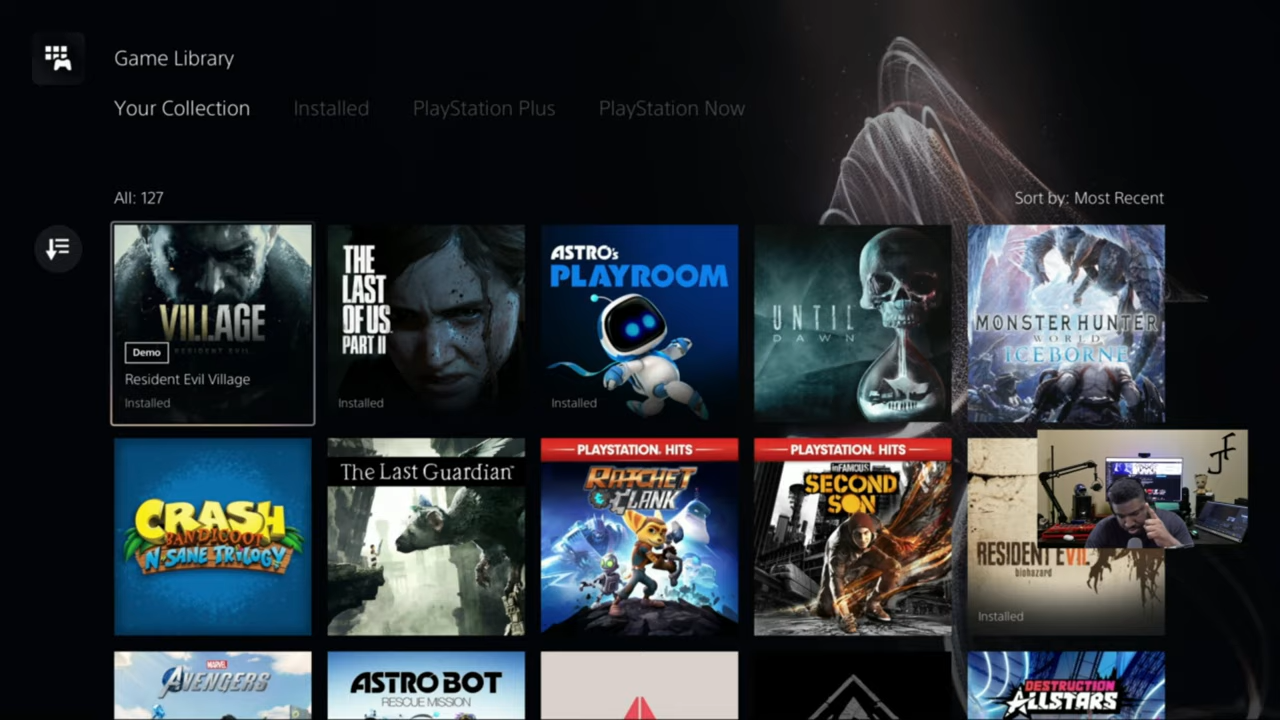 Game Library
Your Collection
Installed
PlayStation Plus
PlayStation Now
All: 127
Sort by: Most Recent
VILLAGE
RESIDENT EVIL
Demo
Resident Evil Village
Installed
THE
LAST
OF US
PART II
Installed
ASTRO's
PLAYROOM
Installed
UNTIL
DAWN
MONSTER HUNTER
WORLD
ICEBORNE
CRASH
BANDICOOT
N. SANE TRILOGY
The Last Guardian™
PLAYSTATION HITS
RATCHET
CLANK
PLAYSTATION HITS
inFAMOUS
SECOND
SON
RESIDENT EVIL
biohazard
Installed
MARVEL
AVENGERS
ASTRO BOT
RESCUE MISSION
DESTRUCTION
ALLSTARS